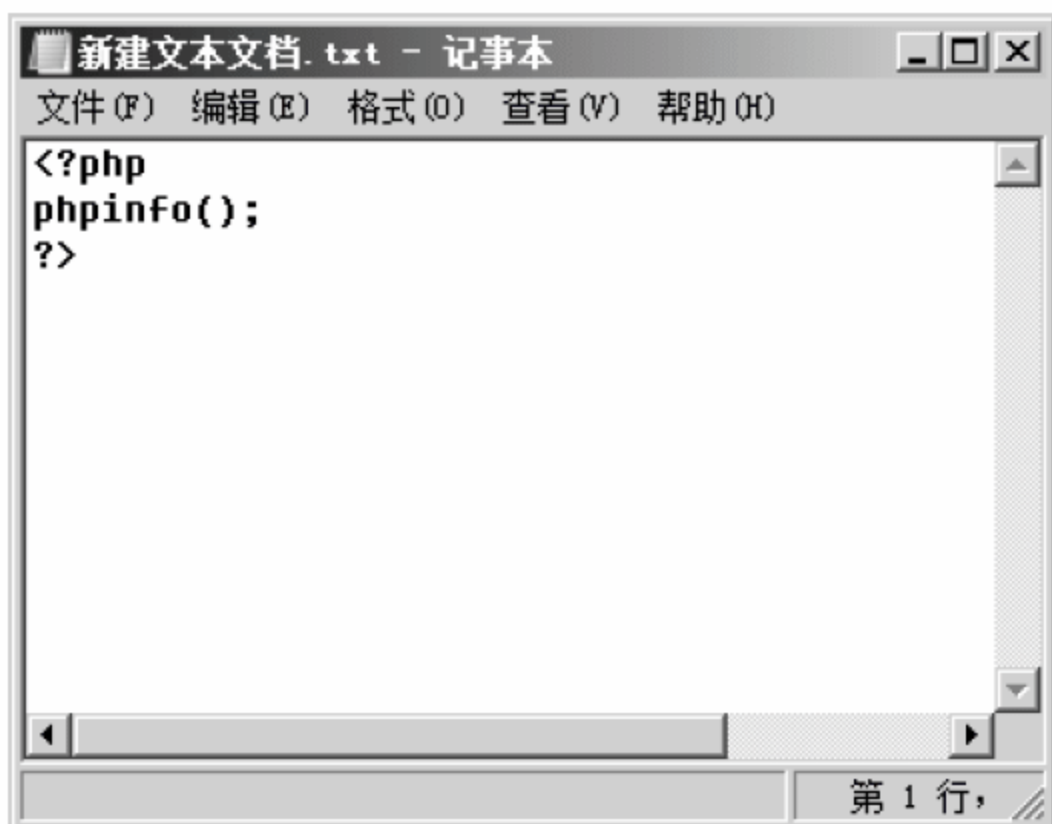 新建文本文档.txt - 记事本
文件(F) 编辑(E) 格式(O) 查看(V) 帮助(H)
<?php
phpinfo();
?>
第 1 行，